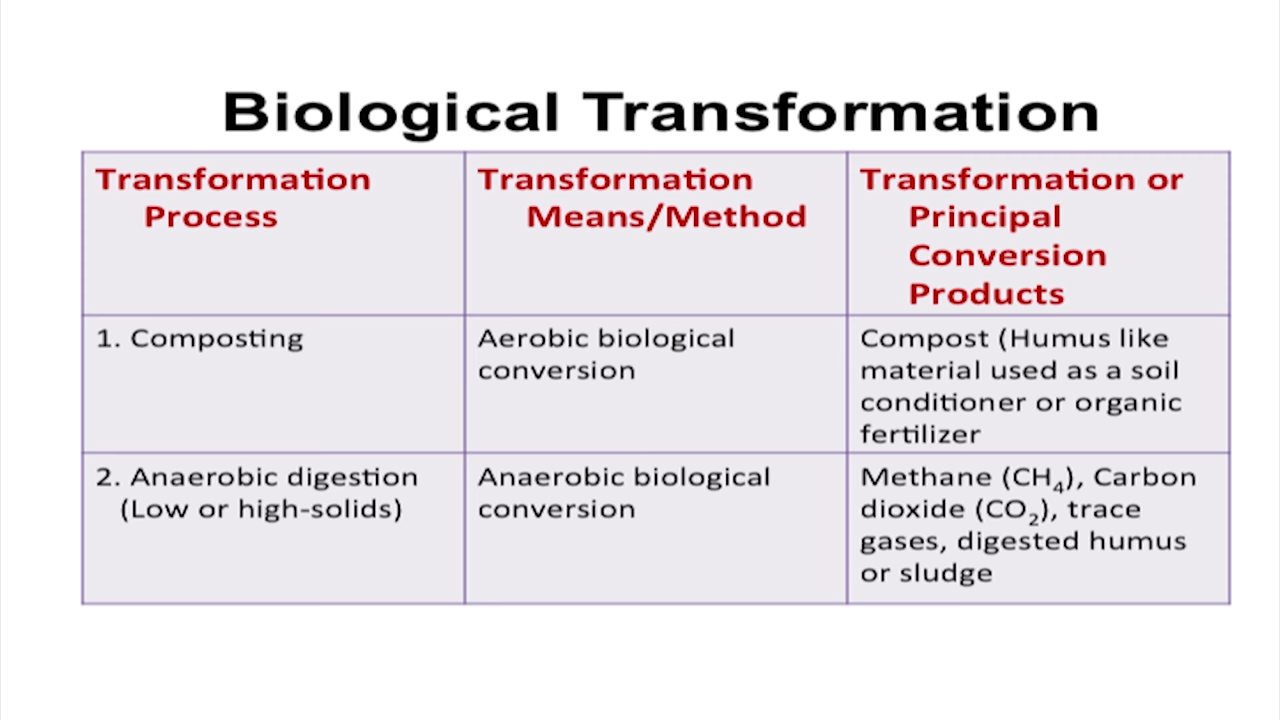 Biological Transformation
Transformation
Process
Transformation
Means/Method
Transformation or
Principal
Conversion
Products
1. Composting
Aerobic biological
conversion
Compost (Humus like
material used as a soil
conditioner or organic
fertilizer
2. Anaerobic digestion
(Low or high-solids)
Anaerobic biological
conversion
Methane (CH₄), Carbon
dioxide (CO₂), trace
gases, digested humus
or sludge